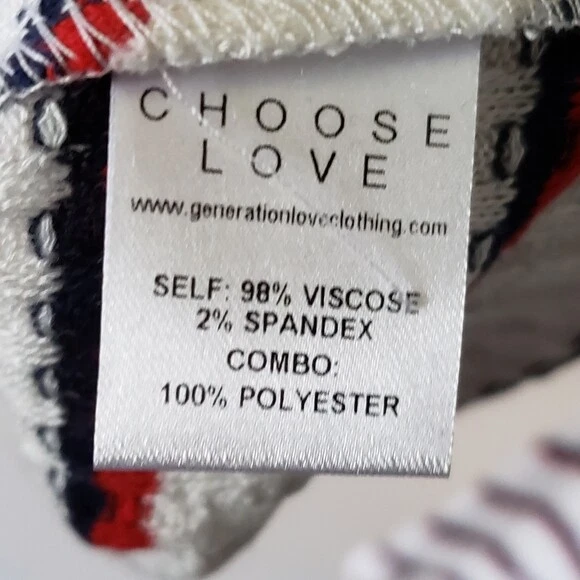 CHOOSE
LOVE
www.generationloveclothing.com
SELF: 98% VISCOSE
2% SPANDEX
COMBO:
100% POLYESTER